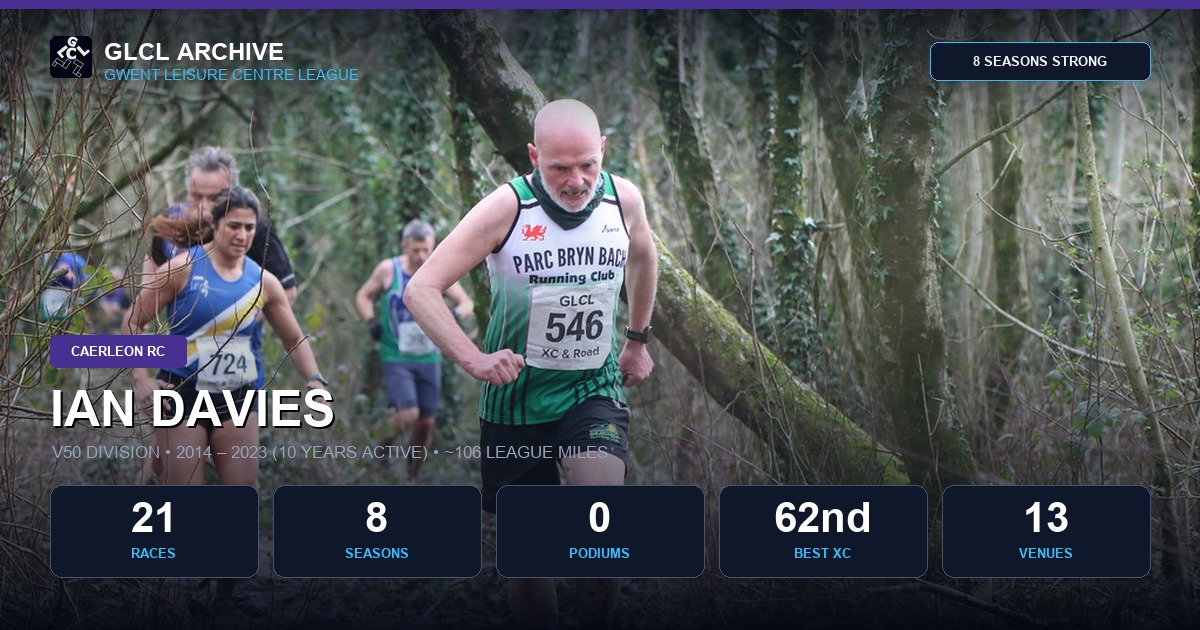 GLCL ARCHIVE
GWENT LEISURE CENTRE LEAGUE
8 SEASONS STRONG
PARC BRYN BACH
Running Club
GLCL
546
XC & Road
724
CAERLEON RC
IAN DAVIES
V50 DIVISION • 2014 – 2023 (10 YEARS ACTIVE) • ~106 LEAGUE MILES
21
RACES
8
SEASONS
0
PODIUMS
62nd
BEST XC
13
VENUES